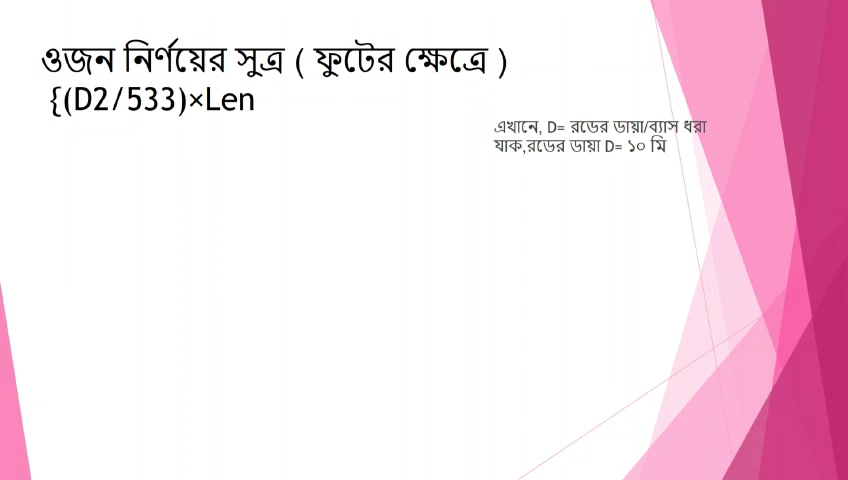 ওজন নির্ণয়ের সুত্র ( ফুটের ক্ষেত্রে )
{(D2/533)×Len
এখানে, D= রডের ডায়া/ব্যাস ধরা
যাক,রডের ডায়া D= ১০ মি